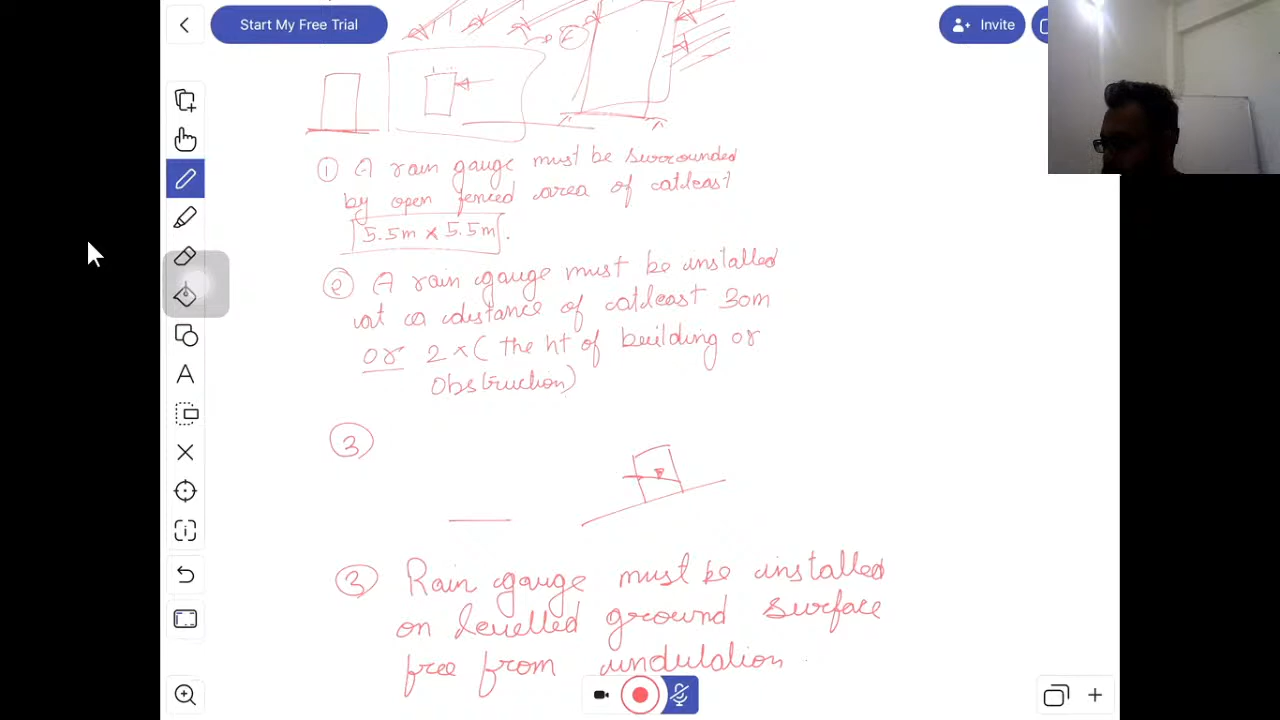 Start My Free Trial
Invite
① A rain gauge must be surrounded
by open fenced area of atleast
5.5m × 5.5m.
② A rain gauge must be installed
at a distance of atleast 30m
or 2 × ( the ht of building or
obstruction)
③
③ Rain gauge must be installed
on levelled ground surface
free from undulation